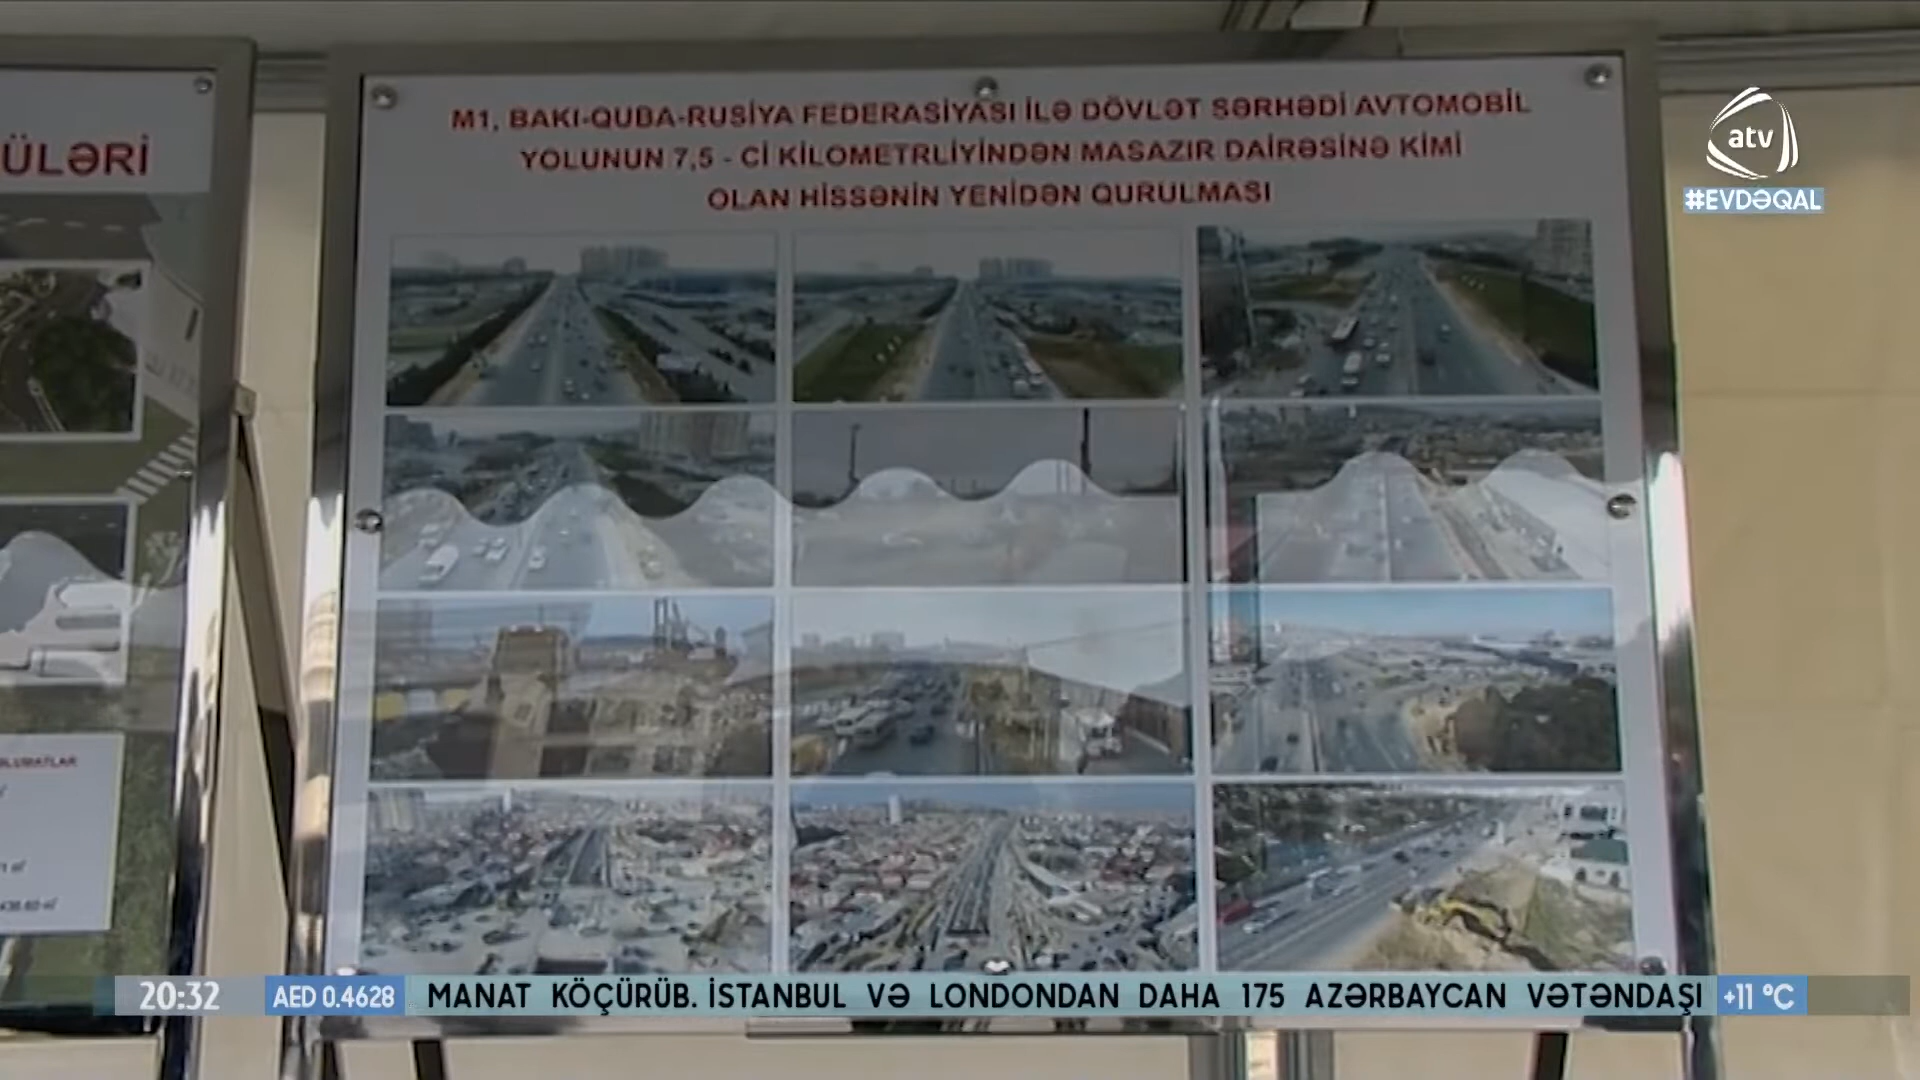 ÜLƏRİ
M1, BAKI-QUBA-RUSİYA FEDERASİYASI İLƏ DÖVLƏT SƏRHƏDİ AVTOMOBİL
YOLUNUN 7,5 - Cİ KİLOMETRLİYİNDƏN MASAZIR DAİRƏSİNƏ KİMİ
OLAN HİSSƏNİN YENİDƏN QURULMASI
atv
#EVDƏQAL
20:32 AED 0.4628 MANAT KÖÇÜRÜB. İSTANBUL VƏ LONDONDAN DAHA 175 AZƏRBAYCAN VƏTƏNDAŞI +11 °C